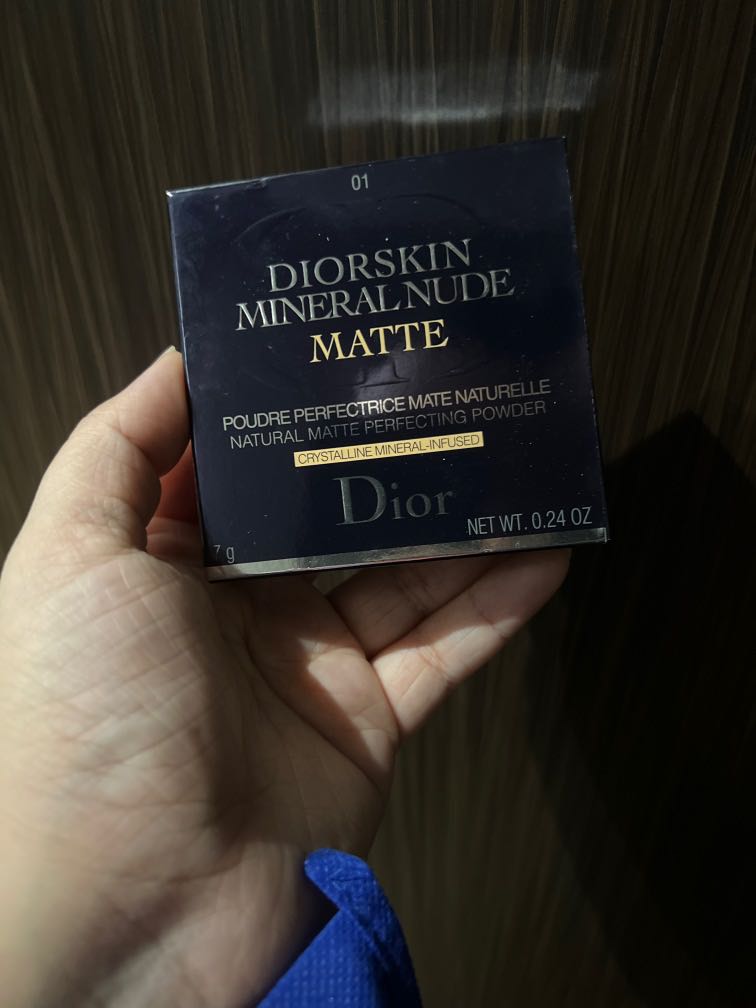 01
DIORSKIN
MINERAL NUDE
MATTE
POUDRE PERFECTRICE MATE NATURELLE
NATURAL MATTE PERFECTING POWDER
CRYSTALLINE MINERAL-INFUSED
Dior
7 g
NET WT. 0.24 OZ